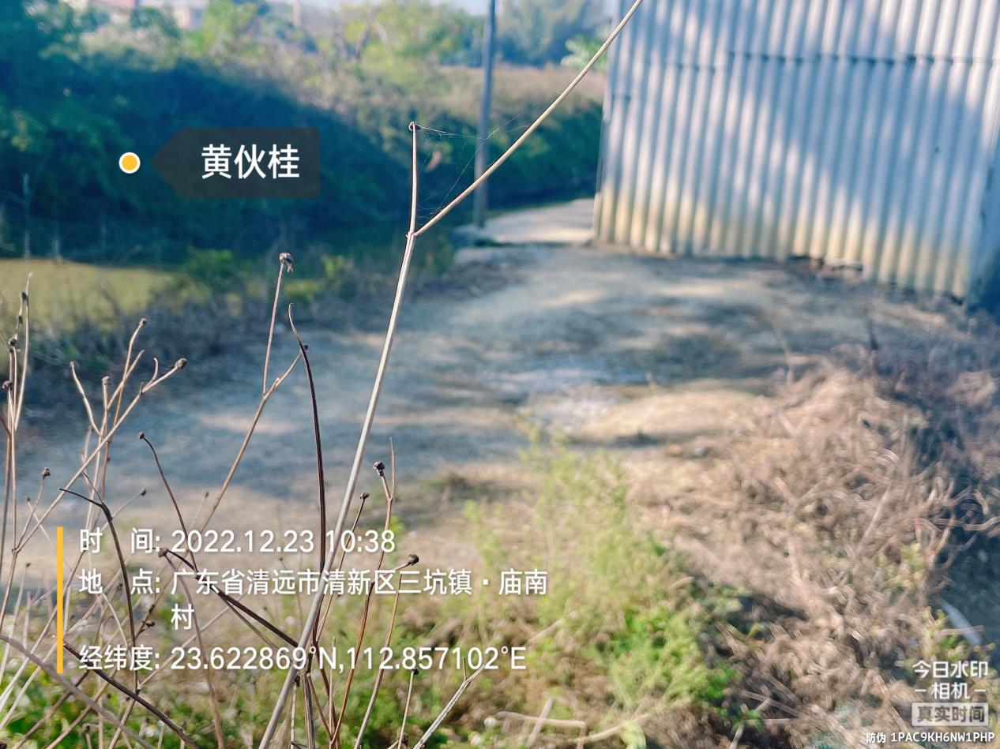 黄伙桂
时 间: 2022.12.23 10:38
地 点: 广东省清远市清新区三坑镇·庙南
村
经纬度: 23.622869°N,112.857102°E
今日水印
-相机-
真实时间
防伪 1PAC9KH6NW1PHP